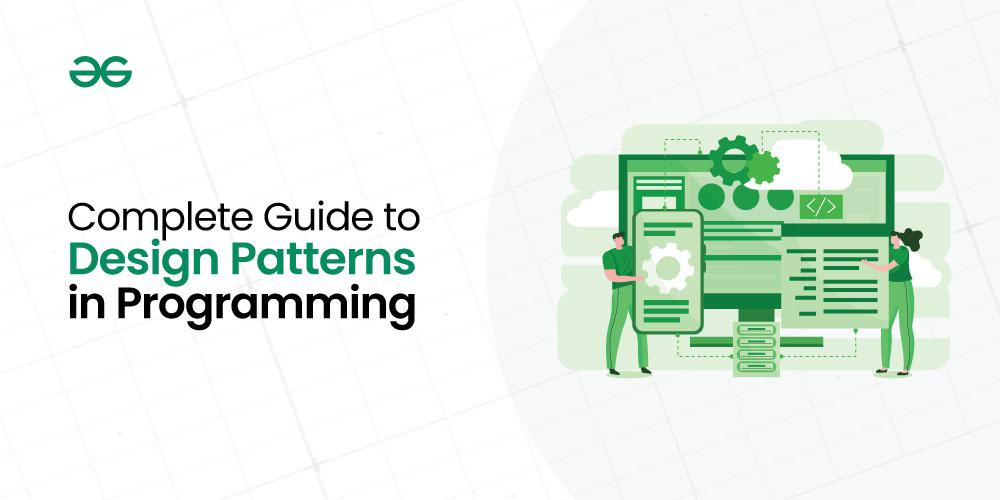 Complete Guide to
Design Patterns
in Programming
</>